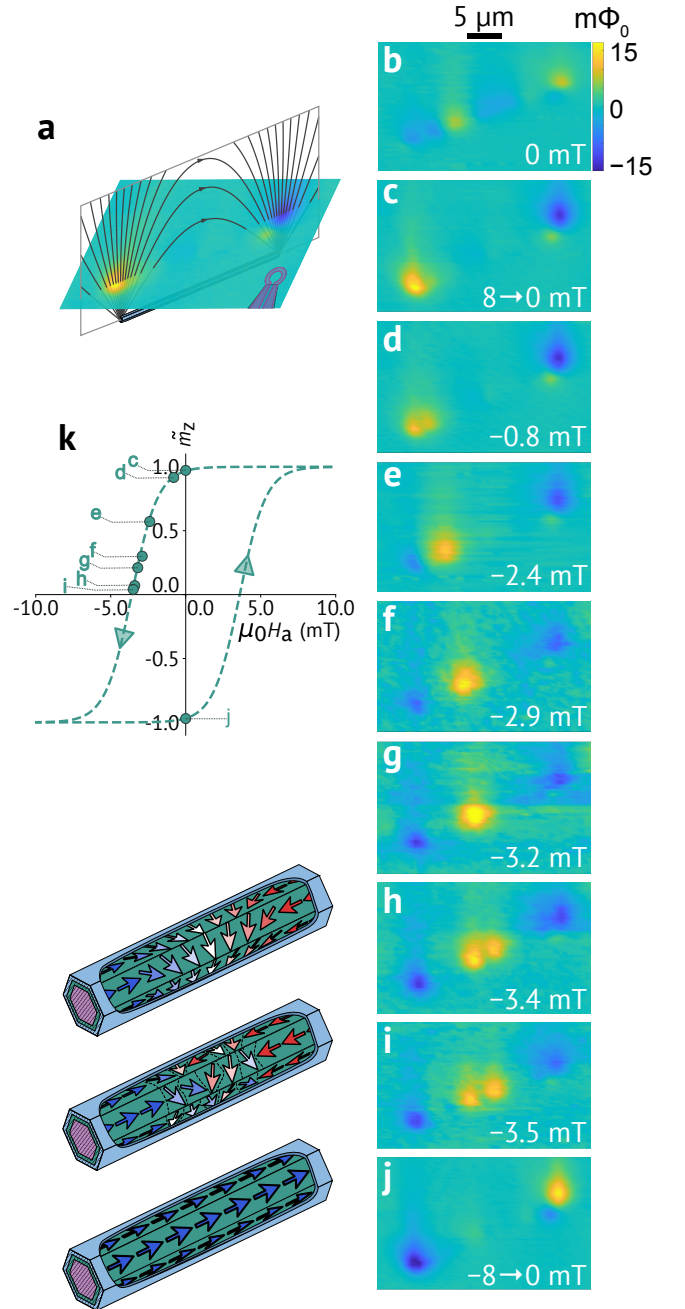 5 μm
mΦ₀
15
0
−15
a
b
0 mT
c
8→0 mT
d
−0.8 mT
e
−2.4 mT
f
−2.9 mT
g
−3.2 mT
h
−3.4 mT
i
−3.5 mT
j
−8→0 mT
k
m̃z
c
d
e
f
g
h
i
j
1.0
0.5
0.0
-0.5
-1.0
-10.0 -5.0 0.0 5.0 10.0
μ₀Hₐ (mT)